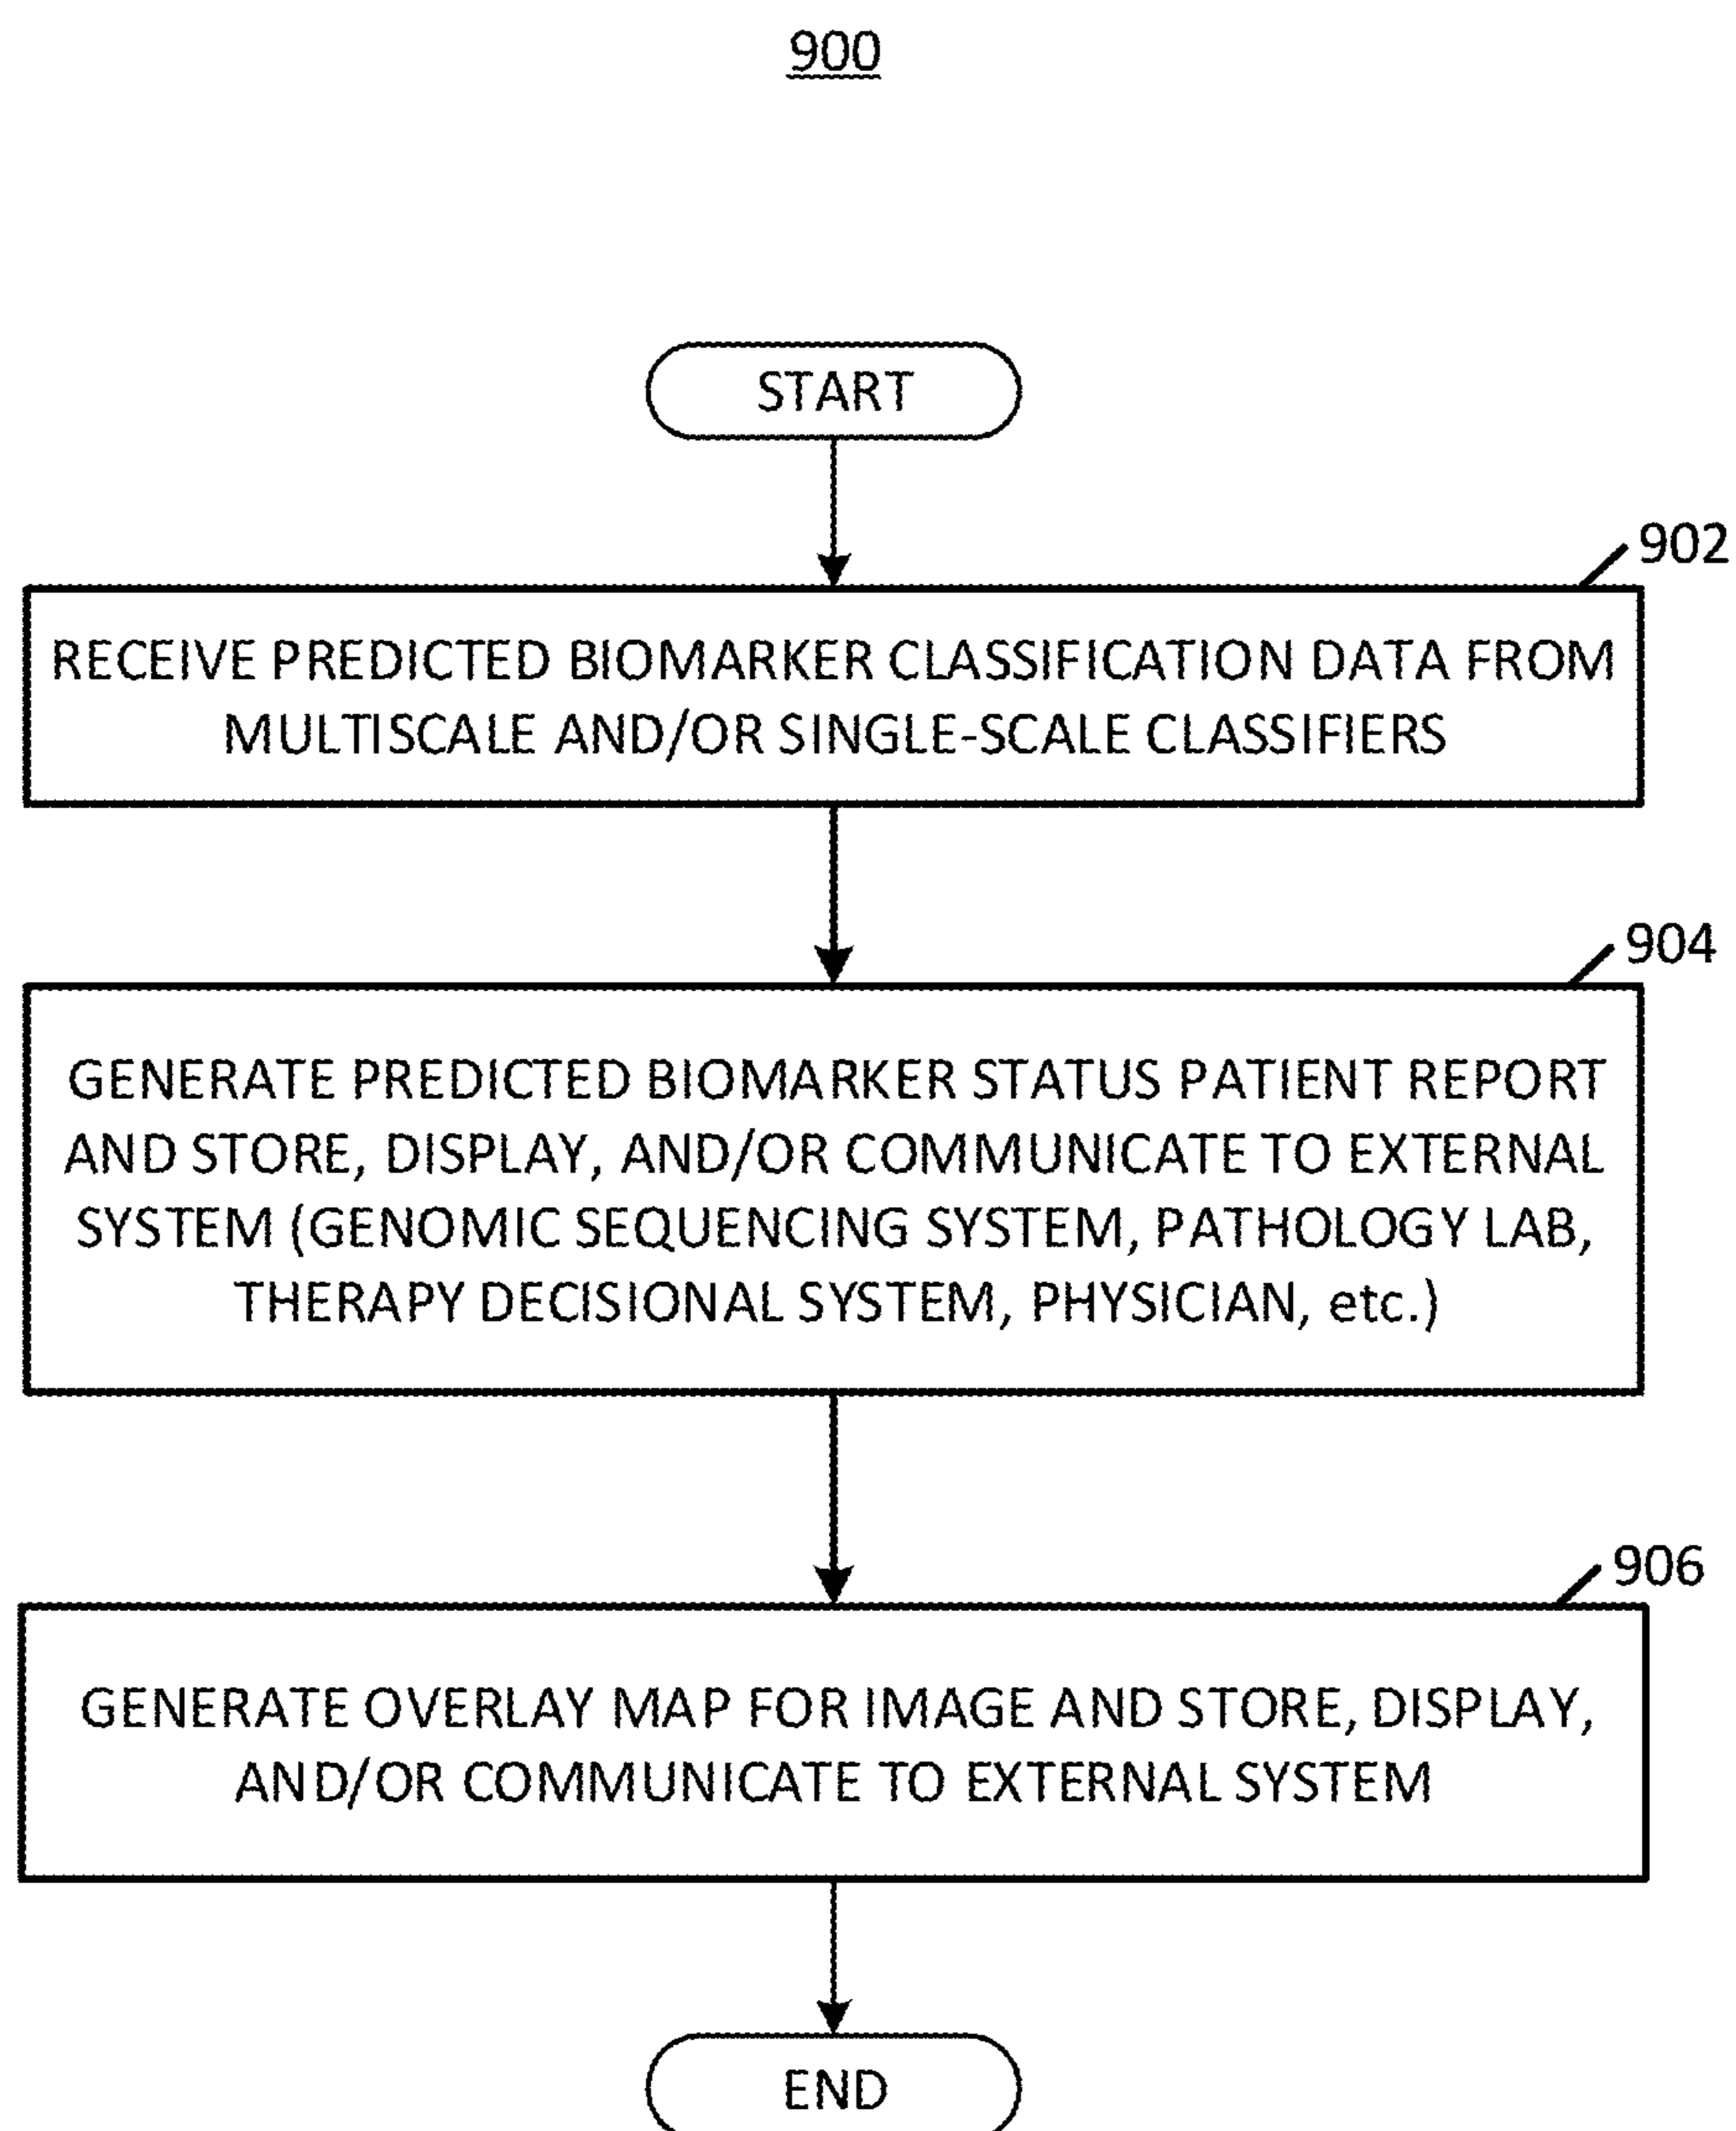 900
START
902
RECEIVE PREDICTED BIOMARKER CLASSIFICATION DATA FROM
MULTISCALE AND/OR SINGLE-SCALE CLASSIFIERS
904
GENERATE PREDICTED BIOMARKER STATUS PATIENT REPORT
AND STORE, DISPLAY, AND/OR COMMUNICATE TO EXTERNAL
SYSTEM (GENOMIC SEQUENCING SYSTEM, PATHOLOGY LAB,
THERAPY DECISIONAL SYSTEM, PHYSICIAN, etc.)
906
GENERATE OVERLAY MAP FOR IMAGE AND STORE, DISPLAY,
AND/OR COMMUNICATE TO EXTERNAL SYSTEM
END